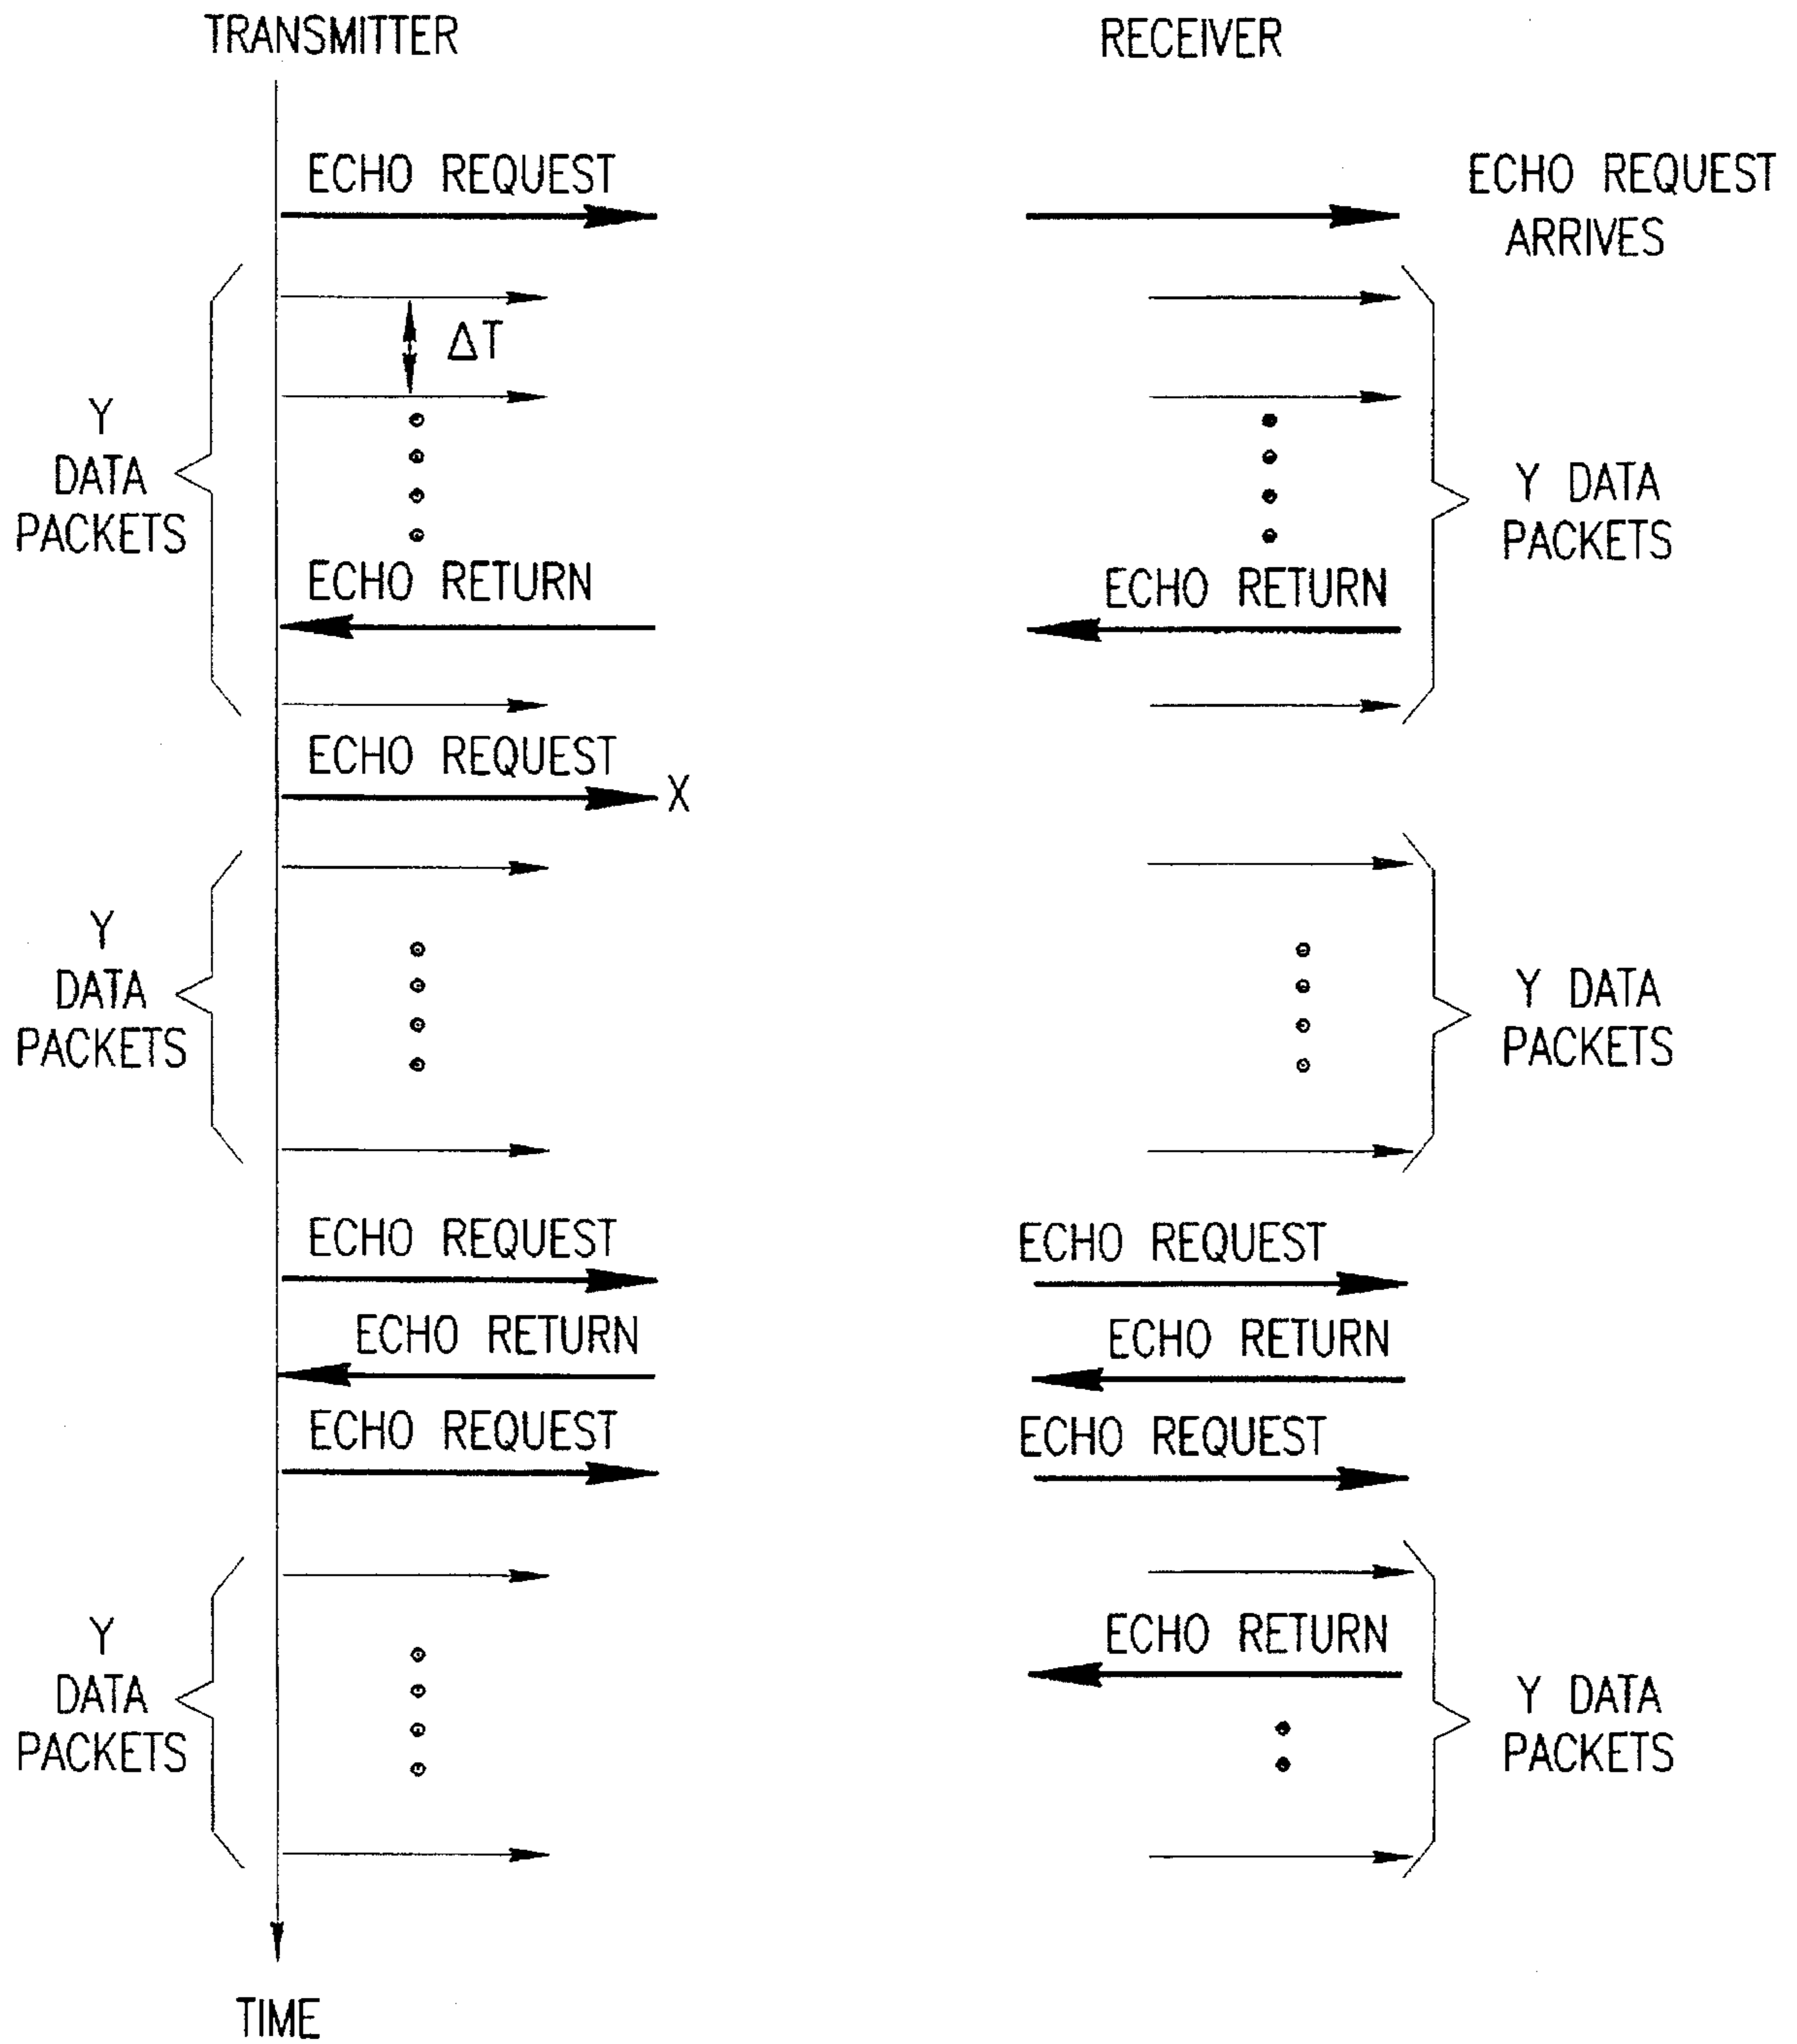 TRANSMITTER
RECEIVER
ECHO REQUEST
ECHO REQUEST
ARRIVES
ΔT
Y
DATA
PACKETS
Y DATA
PACKETS
ECHO RETURN
ECHO RETURN
ECHO REQUEST
X
Y
DATA
PACKETS
Y DATA
PACKETS
ECHO REQUEST
ECHO REQUEST
ECHO RETURN
ECHO RETURN
ECHO REQUEST
ECHO REQUEST
Y
DATA
PACKETS
ECHO RETURN
Y DATA
PACKETS
TIME